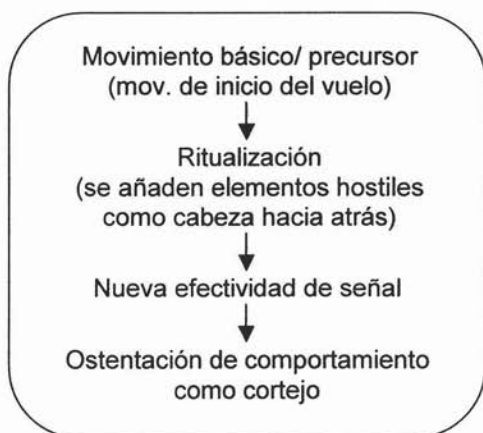 Movimiento básico/ precursor
(mov. de inicio del vuelo)
Ritualización
(se añaden elementos hostiles
como cabeza hacia atrás)
Nueva efectividad de señal
Ostentación de comportamiento
como cortejo